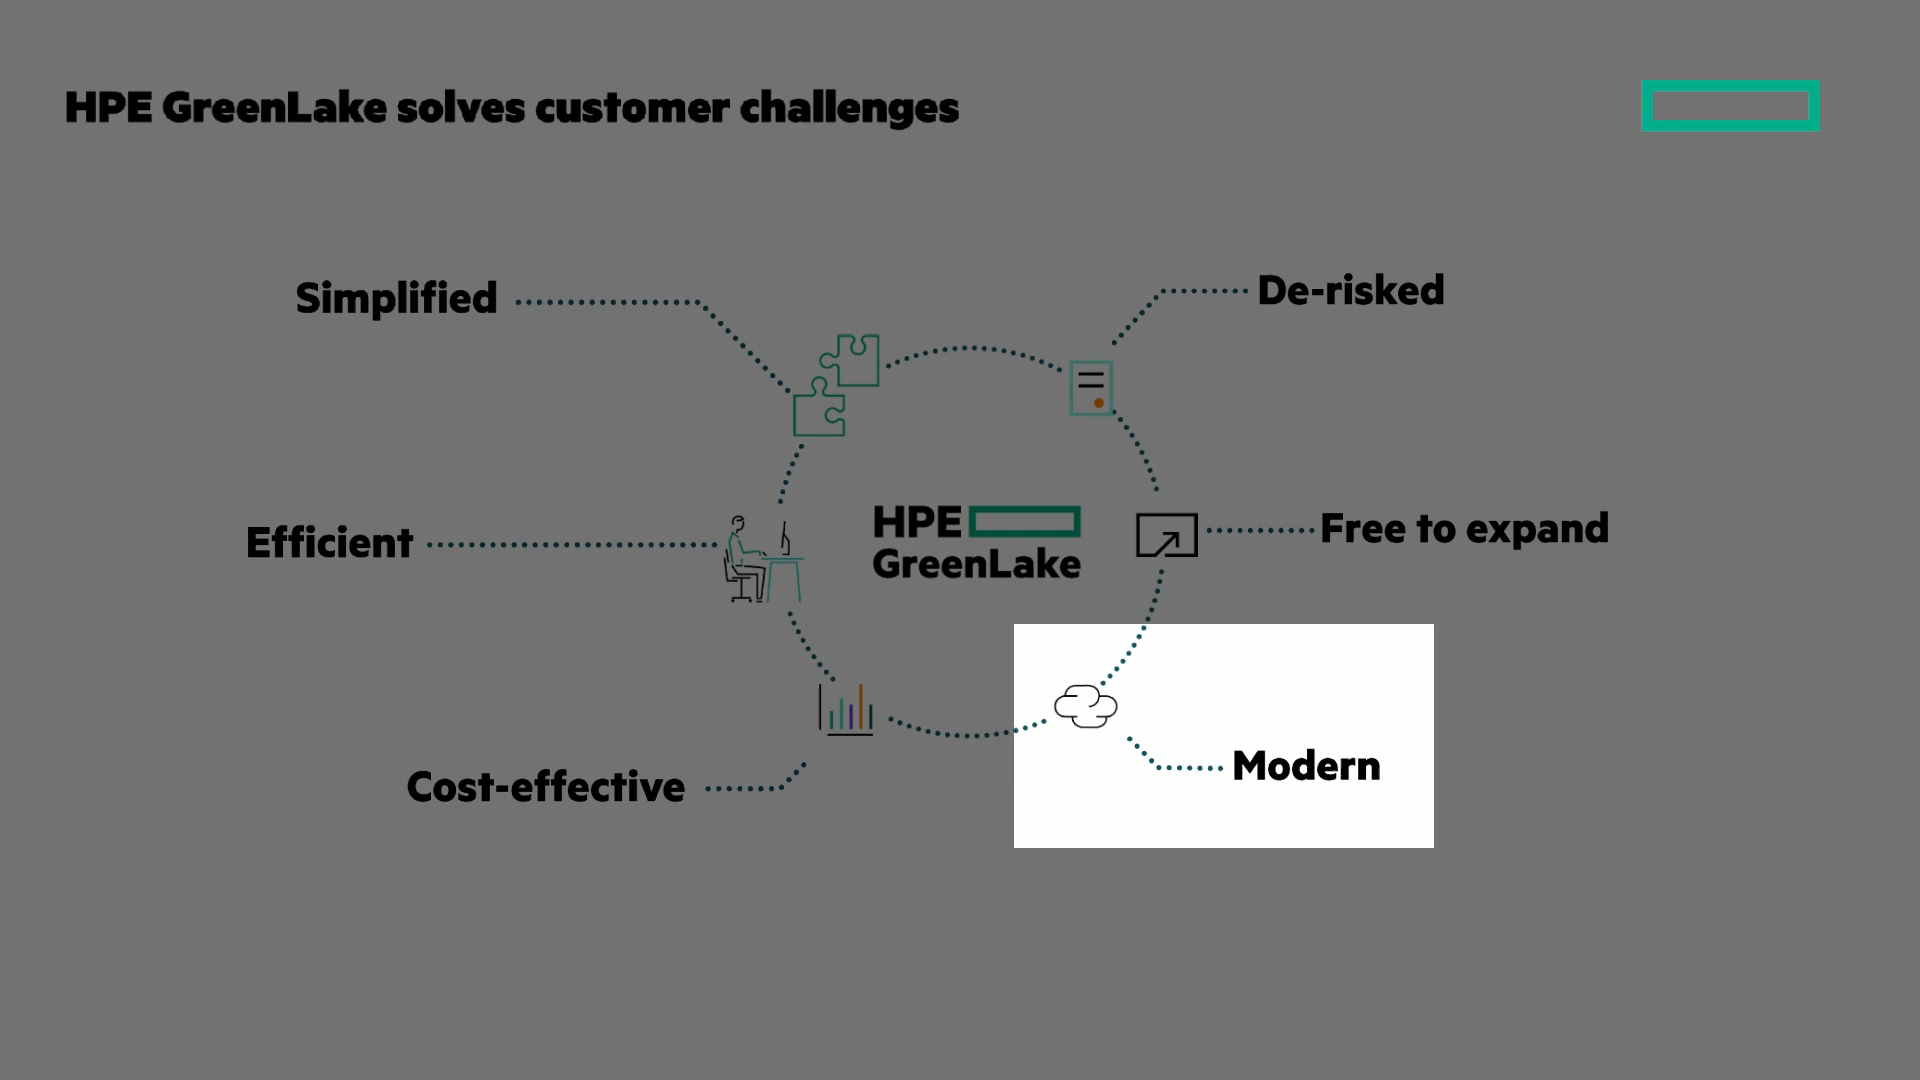 HPE GreenLake solves customer challenges
Simplified
De-risked
Efficient
HPE
GreenLake
Free to expand
Cost-effective
Modern